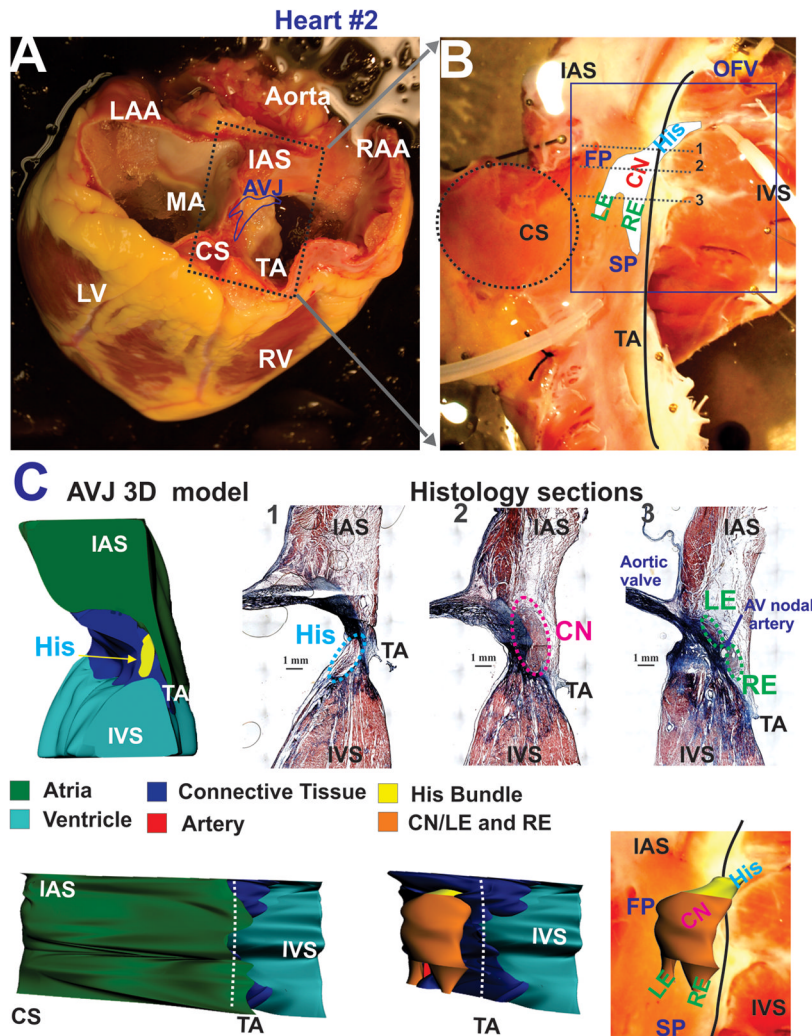 Heart #2
A
LAA
Aorta
IAS
RAA
AVJ
MA
CS
TA
LV
RV
B
IAS
OFV
His
1
FP
2
CN
IVS
LE
RE
3
CS
SP
TA
C AVJ 3D model
Histology sections
IAS
His
TA
IVS
1
IAS
His
TA
1 mm
IVS
2
IAS
CN
1 mm
TA
IVS
3
IAS
Aortic
valve
LE
AV nodal
artery
1 mm
RE
TA
IVS
Atria
Connective Tissue
His Bundle
Ventricle
Artery
CN/LE and RE
IAS
IVS
CS
TA
IVS
TA
IAS
His
FP
CN
LE
RE
IVS
SP